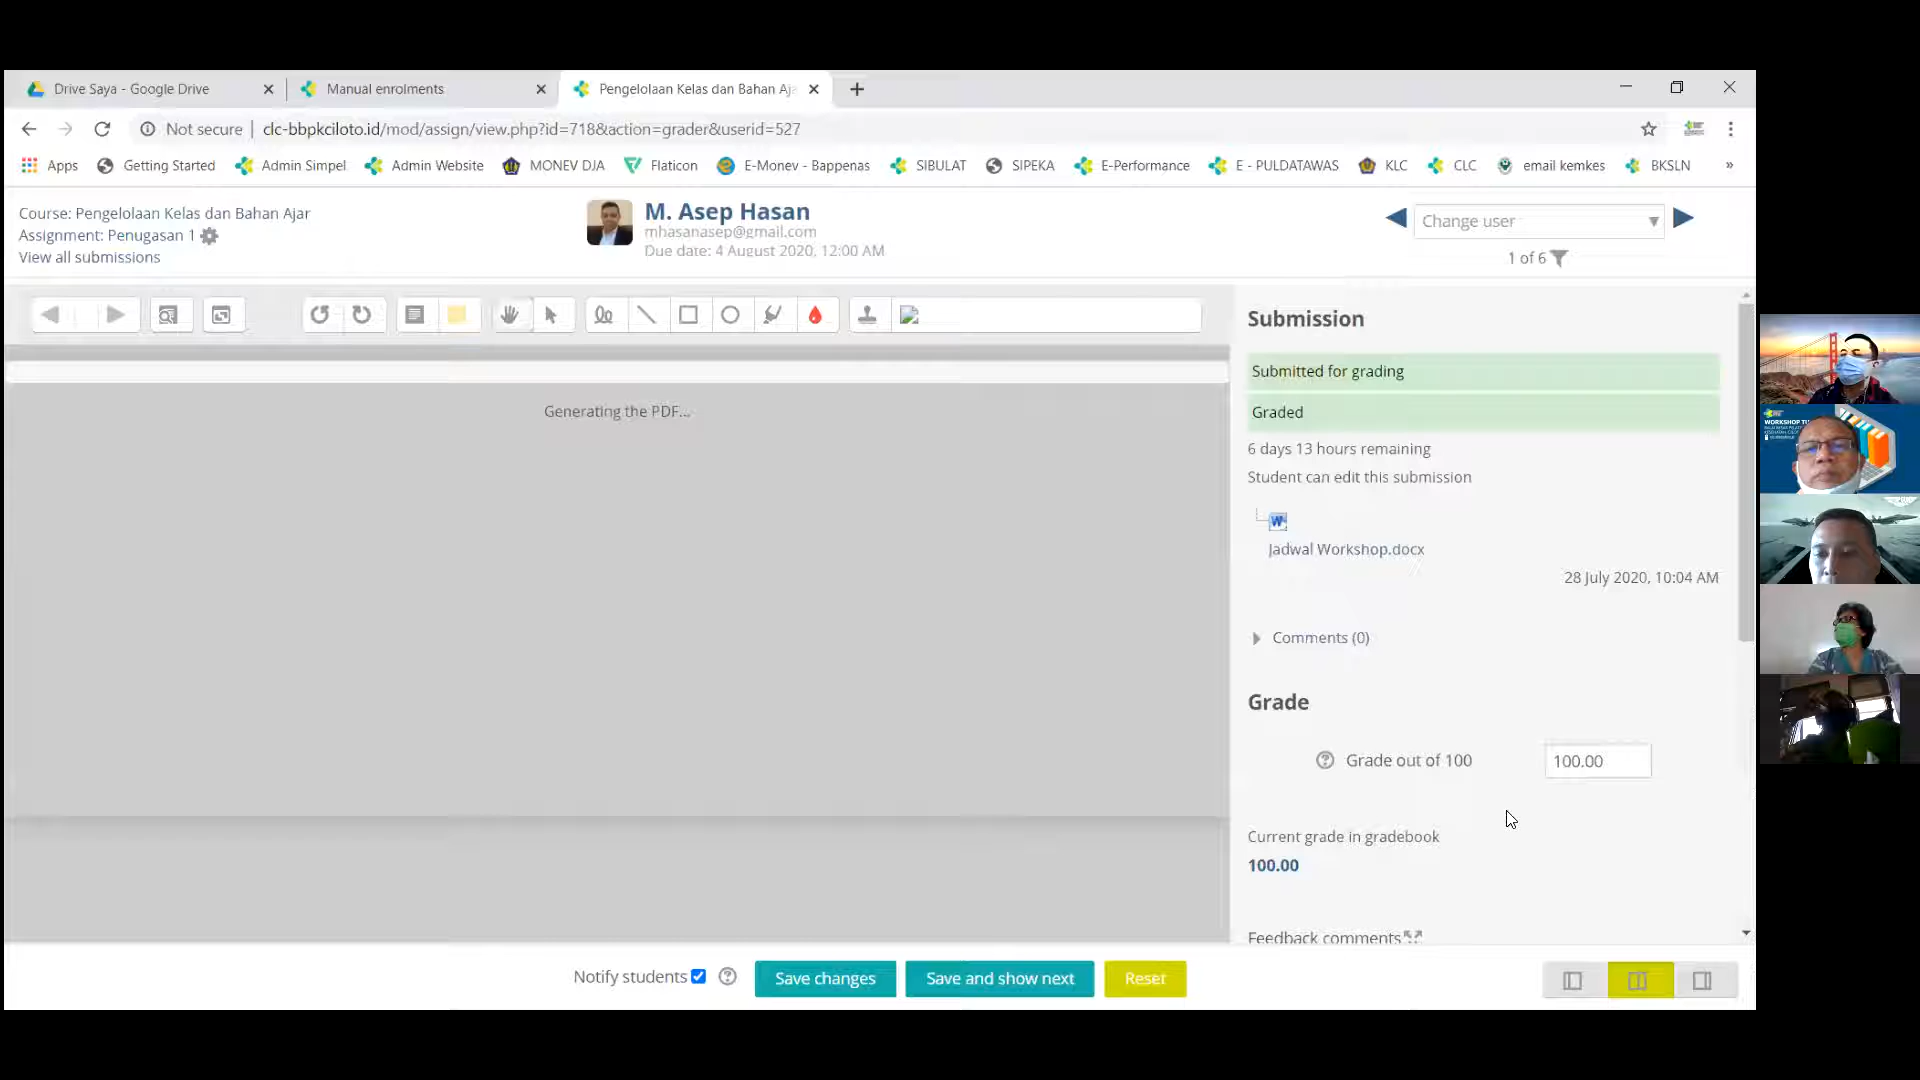 Drive Saya - Google Drive
Manual enrolments
Pengelolaan Kelas dan Bahan Aj
Not secure
clc-bbpkciloto.id/mod/assign/view.php?id=718&action=grader&userid=527
Apps
Getting Started
Admin Simpel
Admin Website
MONEV DJA
Flaticon
E-Monev - Bappenas
SIBULAT
SIPEKA
E-Performance
E - PULDATAWAS
KLC
CLC
email kemkes
BKSLN
»
Course: Pengelolaan Kelas dan Bahan Ajar
Assignment: Penugasan 1
View all submissions
M. Asep Hasan
mhasanasep@gmail.com
Due date: 4 August 2020, 12:00 AM
Change user
1 of 6
Generating the PDF...
Submission
Submitted for grading
Graded
6 days 13 hours remaining
Student can edit this submission
Jadwal Workshop.docx
28 July 2020, 10:04 AM
Comments (0)
Grade
Grade out of 100
100.00
Current grade in gradebook
100.00
Feedback comments
Notify students
Save changes
Save and show next
Reset